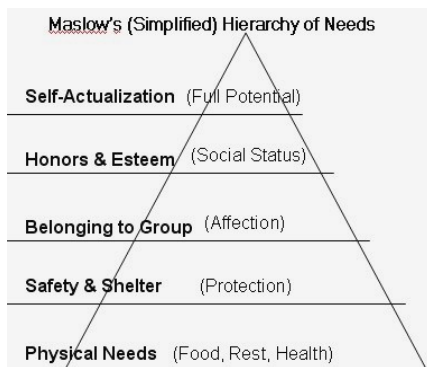 Maslow's (Simplified) Hierarchy of Needs
Self-Actualization (Full Potential)
Honors & Esteem (Social Status)
Belonging to Group (Affection)
Safety & Shelter (Protection)
Physical Needs (Food, Rest, Health)